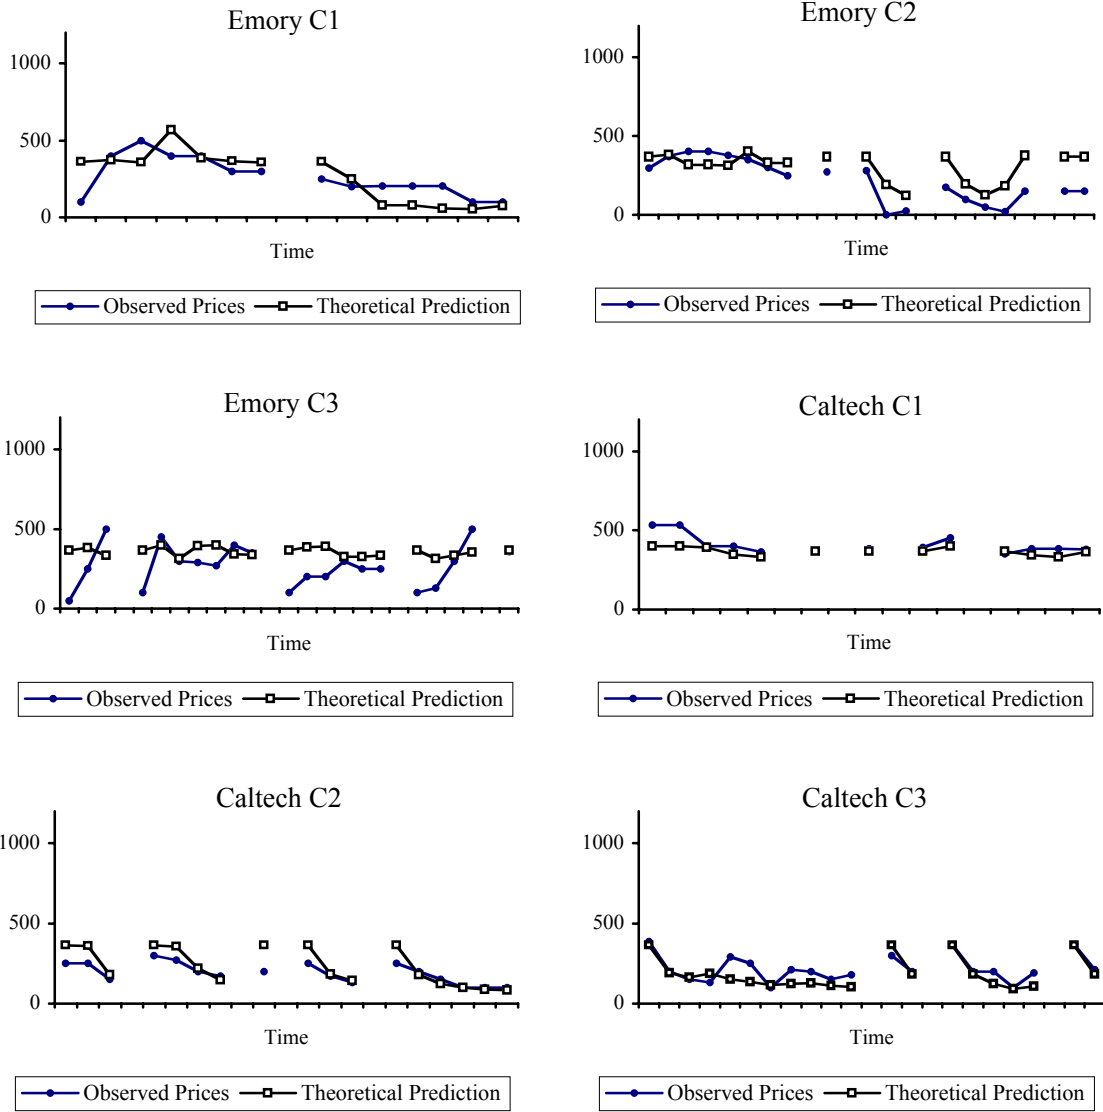 Emory C1
1000
500
0
Time
Observed Prices Theoretical Prediction
Emory C2
1000
500
0
Time
Observed Prices Theoretical Prediction
Emory C3
1000
500
0
Time
Observed Prices Theoretical Prediction
Caltech C1
1000
500
0
Time
Observed Prices Theoretical Prediction
Caltech C2
1000
500
0
Time
Observed Prices Theoretical Prediction
Caltech C3
1000
500
0
Time
Observed Prices Theoretical Prediction